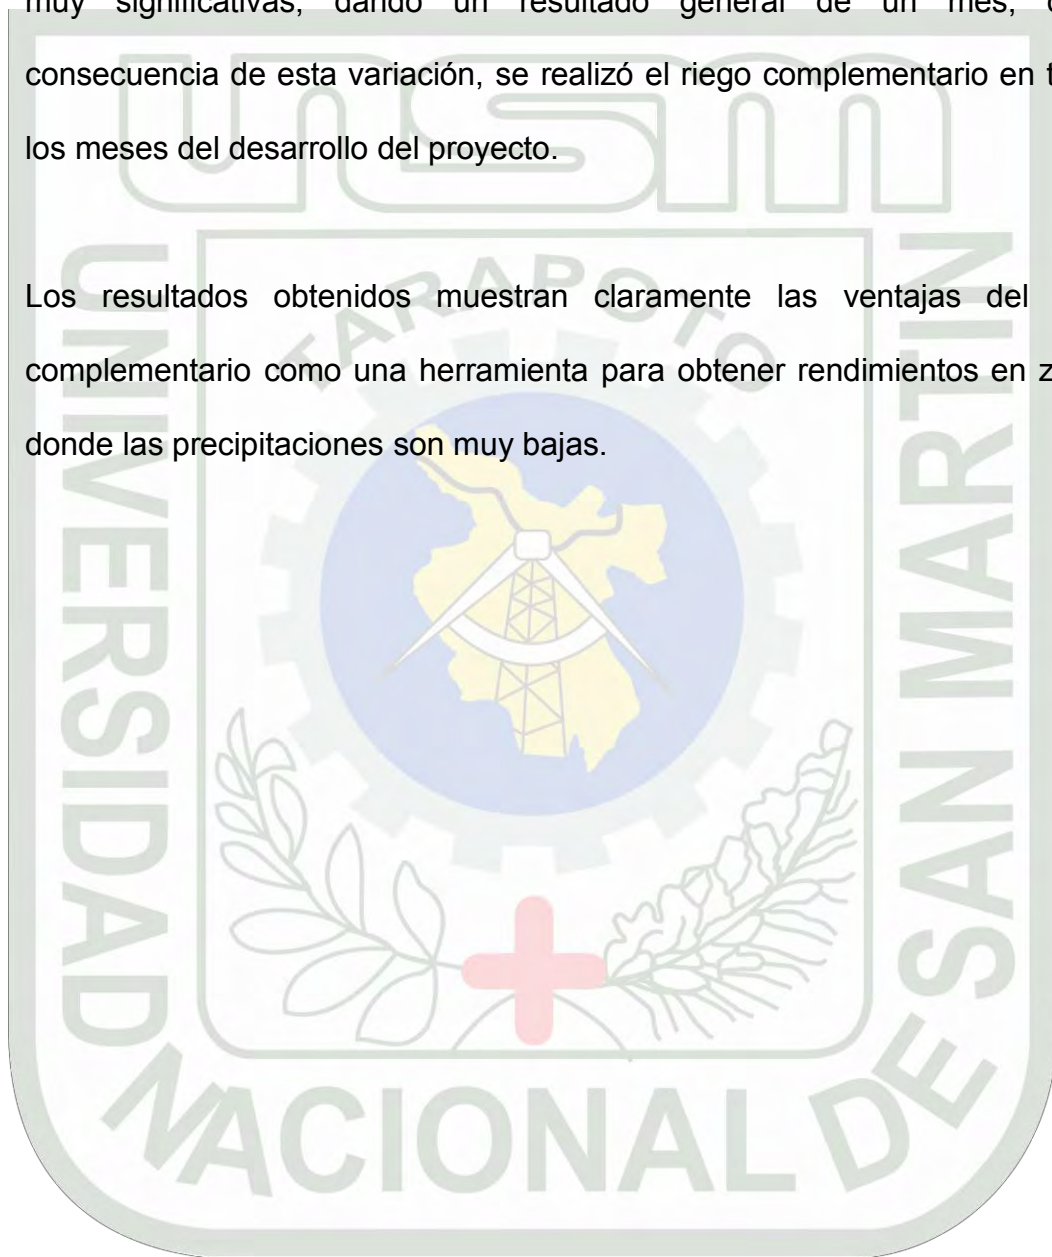 muy significativas, dando un resultado general de un mes,
consecuencia de esta variación, se realizó el riego complementario en
los meses del desarrollo del proyecto.
Los resultados obtenidos muestran claramente las ventajas del
complementario como una herramienta para obtener rendimientos en
donde las precipitaciones son muy bajas.
unsm
TARAPOTO
UNIVERSIDAD
NACIONAL DE
SAN MARTIN